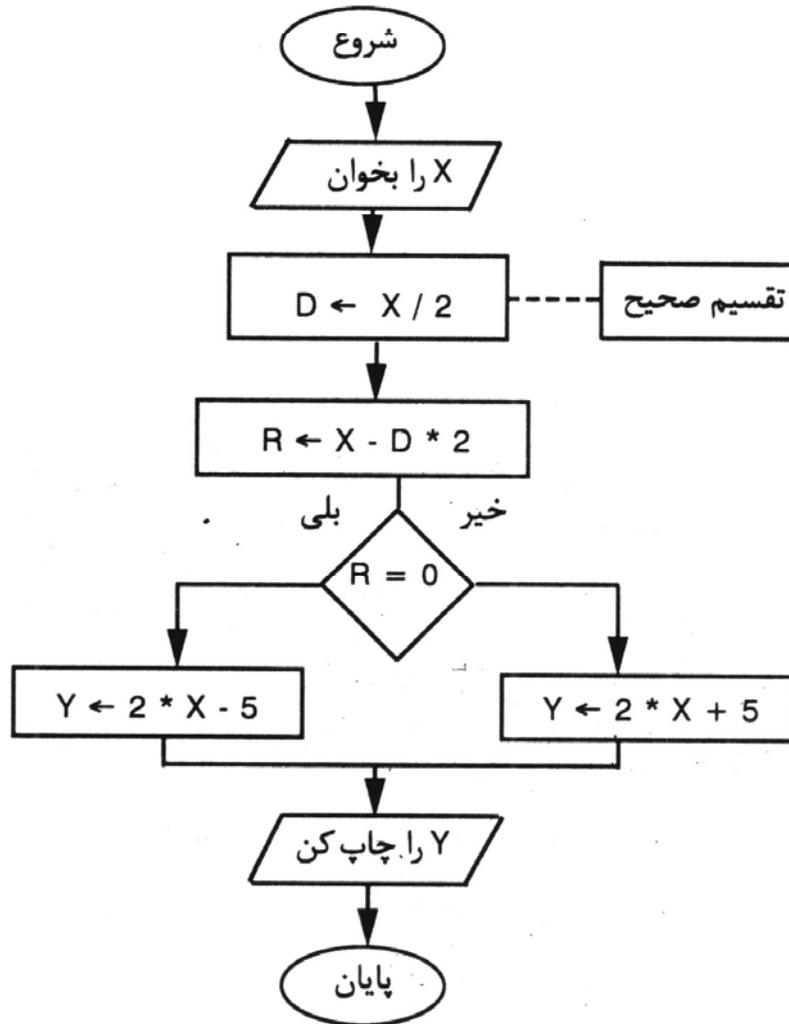 شروع
X را بخوان
D ← X / 2
تقسیم صحیح
R ← X - D * 2
بلی
خیر
R = 0
Y ← 2 * X - 5
Y ← 2 * X + 5
Y را چاپ کن
پایان